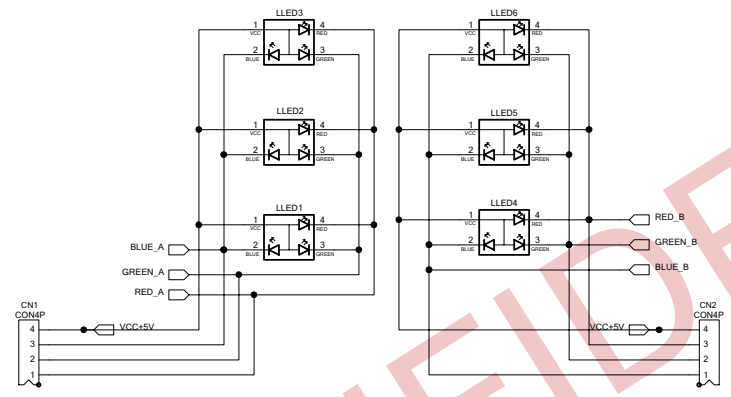 LLED3
LLED6
1 4 1 4
VCC RED VCC RED
2 3 2 3
BLUE GREEN BLUE GREEN
LLED2
LLED5
1 4 1 4
VCC RED VCC RED
2 3 2 3
BLUE GREEN BLUE GREEN
LLED1
LLED4
1 4 1 4
VCC RED VCC RED
RED_B
BLUE_A
2 3 2 3
BLUE GREEN BLUE GREEN
GREEN_B
GREEN_A
BLUE_B
RED_A
CN1
CON4P
CN2
CON4P
4
VCC+5V
VCC+5V
4
3
3
2
2
1
1